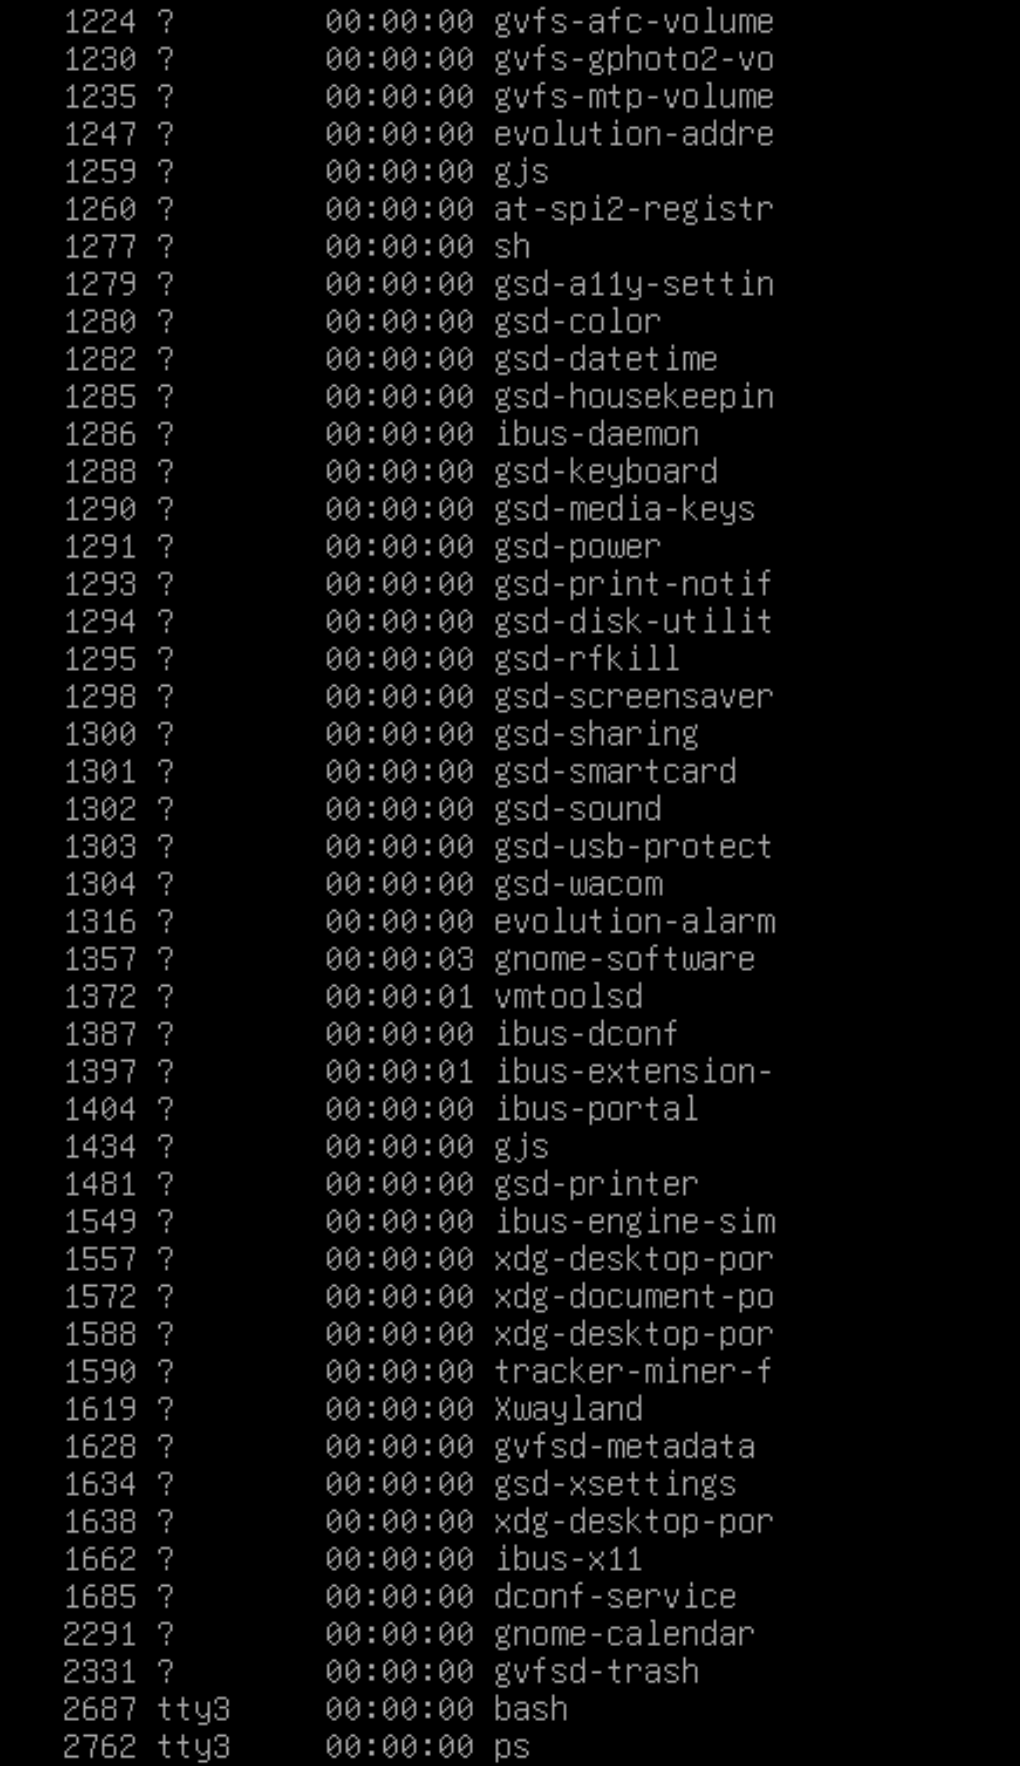 1224 ? 00:00:00 gvfs-afc-volume
1230 ? 00:00:00 gvfs-gphoto2-vo
1235 ? 00:00:00 gvfs-mtp-volume
1247 ? 00:00:00 evolution-addre
1259 ? 00:00:00 gjs
1260 ? 00:00:00 at-spi2-registr
1277 ? 00:00:00 sh
1279 ? 00:00:00 gsd-a11y-settin
1280 ? 00:00:00 gsd-color
1282 ? 00:00:00 gsd-datetime
1285 ? 00:00:00 gsd-housekeepin
1286 ? 00:00:00 ibus-daemon
1288 ? 00:00:00 gsd-keyboard
1290 ? 00:00:00 gsd-media-keys
1291 ? 00:00:00 gsd-power
1293 ? 00:00:00 gsd-print-notif
1294 ? 00:00:00 gsd-disk-utilit
1295 ? 00:00:00 gsd-rfkill
1298 ? 00:00:00 gsd-screensaver
1300 ? 00:00:00 gsd-sharing
1301 ? 00:00:00 gsd-smartcard
1302 ? 00:00:00 gsd-sound
1303 ? 00:00:00 gsd-usb-protect
1304 ? 00:00:00 gsd-wacom
1316 ? 00:00:00 evolution-alarm
1357 ? 00:00:03 gnome-software
1372 ? 00:00:01 vmtoolsd
1387 ? 00:00:00 ibus-dconf
1397 ? 00:00:01 ibus-extension-
1404 ? 00:00:00 ibus-portal
1434 ? 00:00:00 gjs
1481 ? 00:00:00 gsd-printer
1549 ? 00:00:00 ibus-engine-sim
1557 ? 00:00:00 xdg-desktop-por
1572 ? 00:00:00 xdg-document-po
1588 ? 00:00:00 xdg-desktop-por
1590 ? 00:00:00 tracker-miner-f
1619 ? 00:00:00 Xwayland
1628 ? 00:00:00 gvfsd-metadata
1634 ? 00:00:00 gsd-xsettings
1638 ? 00:00:00 xdg-desktop-por
1662 ? 00:00:00 ibus-x11
1685 ? 00:00:00 dconf-service
2291 ? 00:00:00 gnome-calendar
2331 ? 00:00:00 gvfsd-trash
2687 tty3 00:00:00 bash
2762 tty3 00:00:00 ps